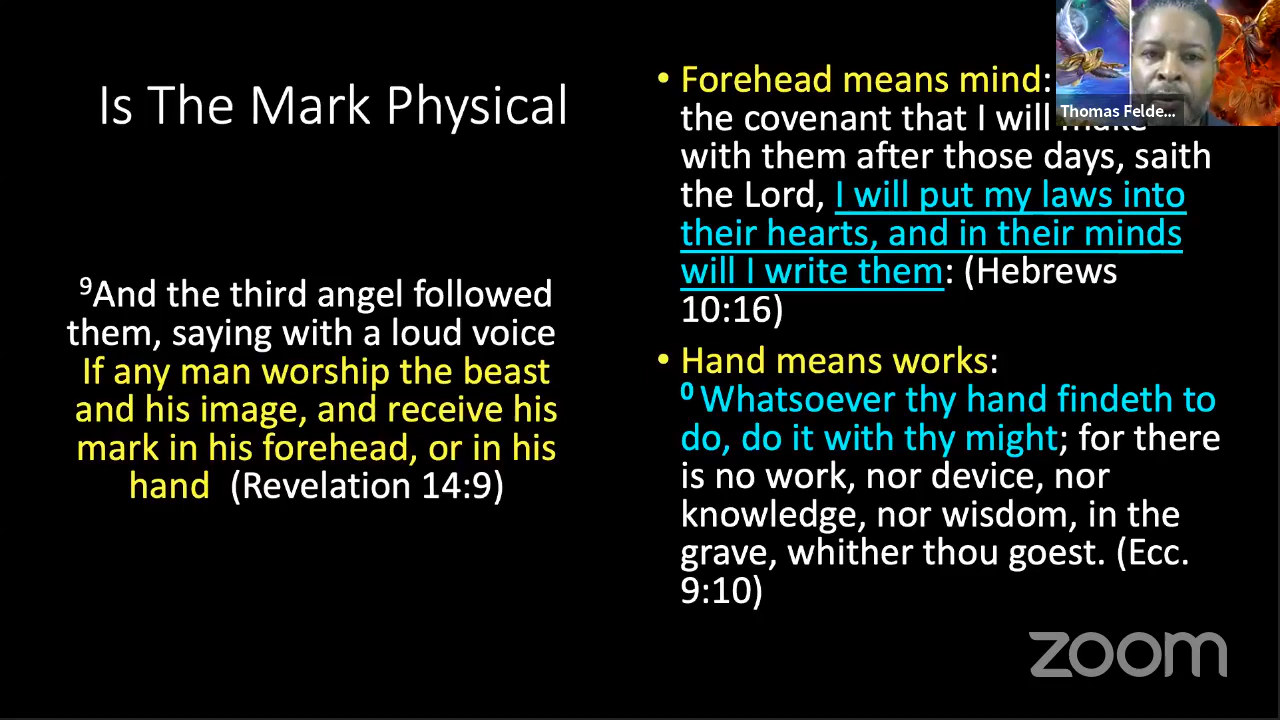 Is The Mark Physical
⁹And the third angel followed
them, saying with a loud voice
If any man worship the beast
and his image, and receive his
mark in his forehead, or in his
hand (Revelation 14:9)
• Forehead means mind:
the covenant that I will
with them after those days, saith
the Lord, I will put my laws into
their hearts, and in their minds
will I write them: (Hebrews
10:16)
• Hand means works:
⁰ Whatsoever thy hand findeth to
do, do it with thy might; for there
is no work, nor device, nor
knowledge, nor wisdom, in the
grave, whither thou goest. (Ecc.
9:10)
Thomas Felde...
zoom